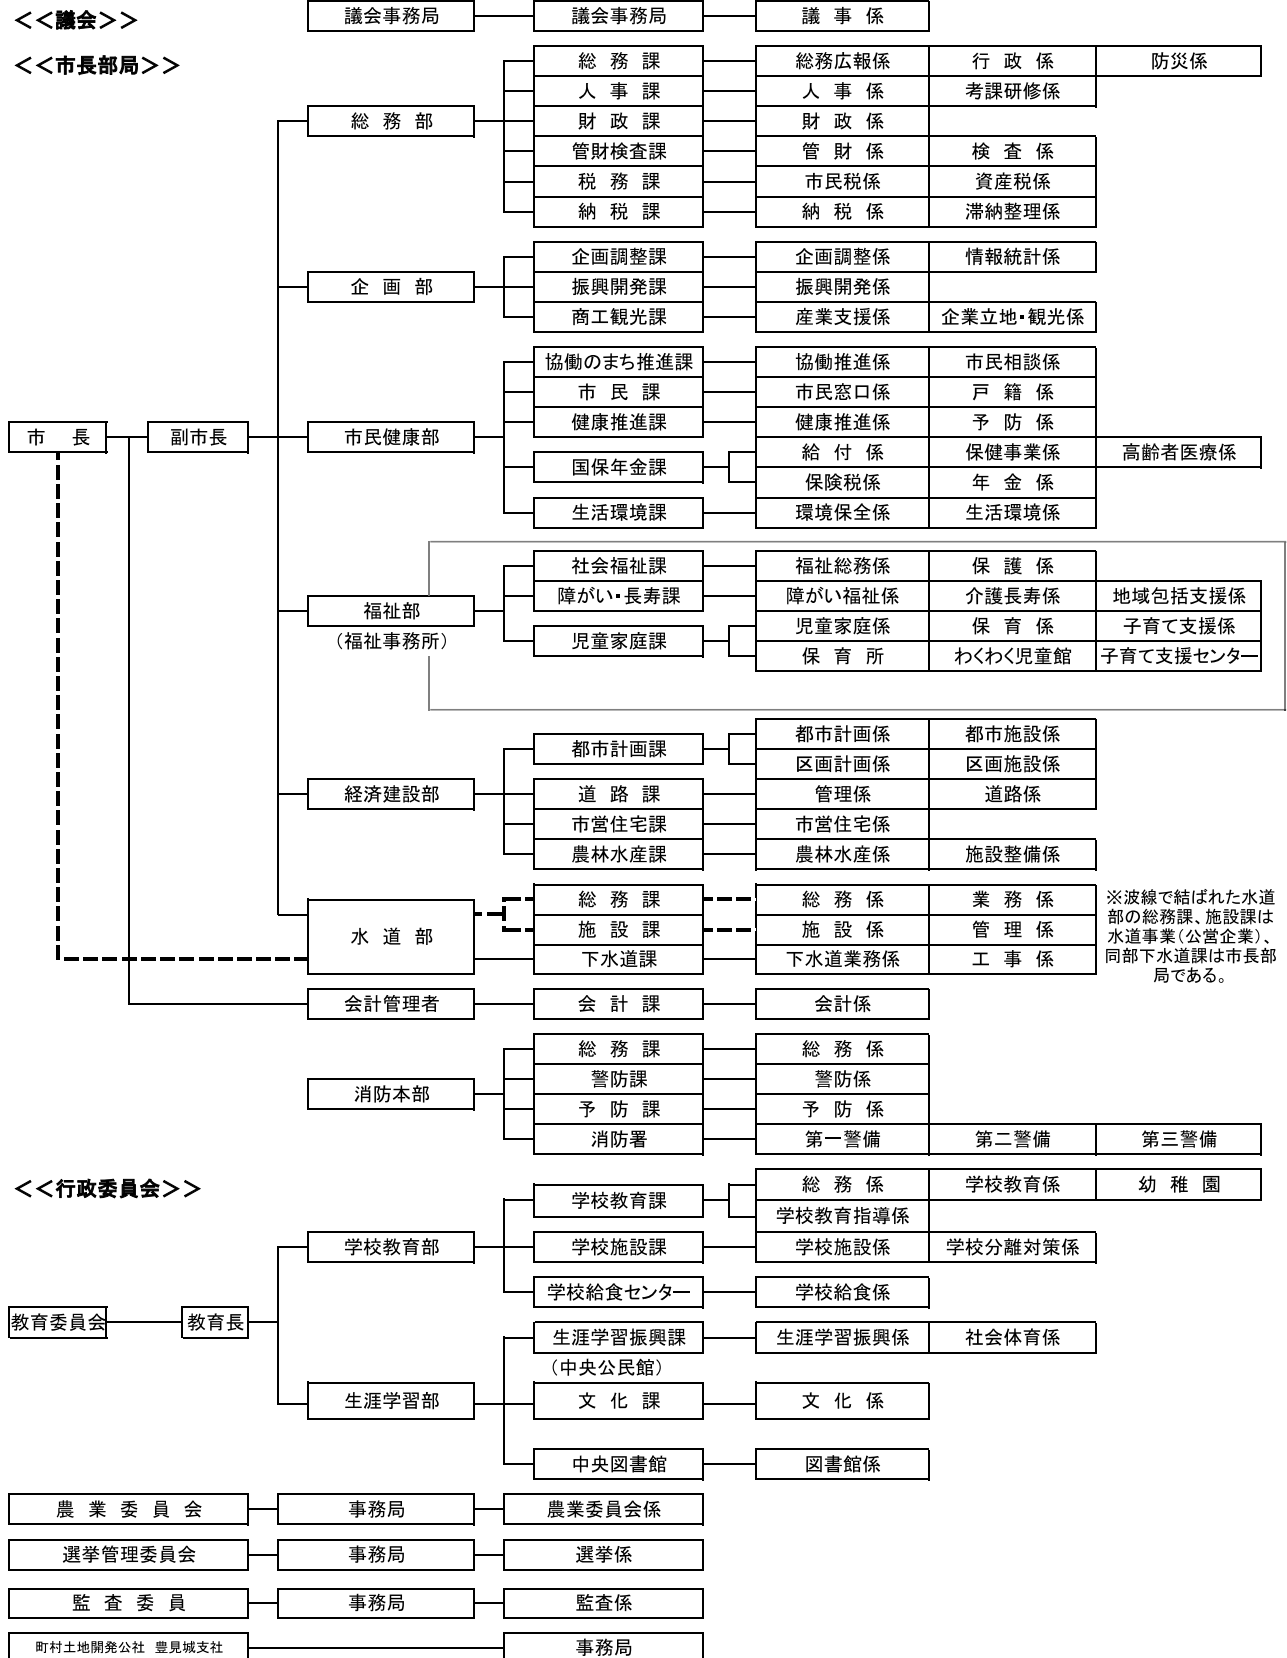 <<議会>>
議会事務局 議会事務局 議事係
<<市長部局>>
総務課 総務広報係 行政係 防災係
人事課 人事係 考課研修係
総務部 財政課 財政係
管財検査課 管財係 検査係
税務課 市民税係 資産税係
納税課 納税係 滞納整理係
企画調整課 企画調整係 情報統計係
企画部 振興開発課 振興開発係
商工観光課 産業支援係 企業立地・観光係
協働のまち推進課 協働推進係 市民相談係
市民課 市民窓口係 戸籍係
健康推進課 健康推進係 予防係
市長 副市長 市民健康部
給付係 保健事業係 高齢者医療係
国保年金課
保険税係 年金係
生活環境課 環境保全係 生活環境係
社会福祉課 福祉総務係 保護係
障がい・長寿課 障がい福祉係 介護長寿係 地域包括支援係
福祉部
(福祉事務所)
児童家庭課 児童家庭係 保育係 子育て支援係
保育所 わくわく児童館 子育て支援センター
都市計画課 都市計画係 都市施設係
区画計画係 区画施設係
経済建設部 道路課 管理係 道路係
市営住宅課 市営住宅係
農林水産課 農林水産係 施設整備係
総務課 総務係 業務係
水道部 施設課 施設係 管理係
下水道課 下水道業務係 工事係
※波線で結ばれた水道
部の総務課、施設課は
水道事業(公営企業)、
同部下水道課は市長部
局である。
会計管理者 会計課 会計係
総務課 総務係
警防課 警防係
消防本部
予防課 予防係
消防署 第一警備 第二警備 第三警備
<<行政委員会>>
学校教育課 総務係 学校教育係 幼稚園
学校教育指導係
学校教育部 学校施設課 学校施設係 学校分離対策係
学校給食センター 学校給食係
教育委員会 教育長
生涯学習振興課 生涯学習振興係 社会体育係
(中央公民館)
生涯学習部 文化課 文化係
中央図書館 図書館係
農業委員会 事務局 農業委員会係
選挙管理委員会 事務局 選挙係
監査委員 事務局 監査係
町村土地開発公社 豊見城支社 事務局